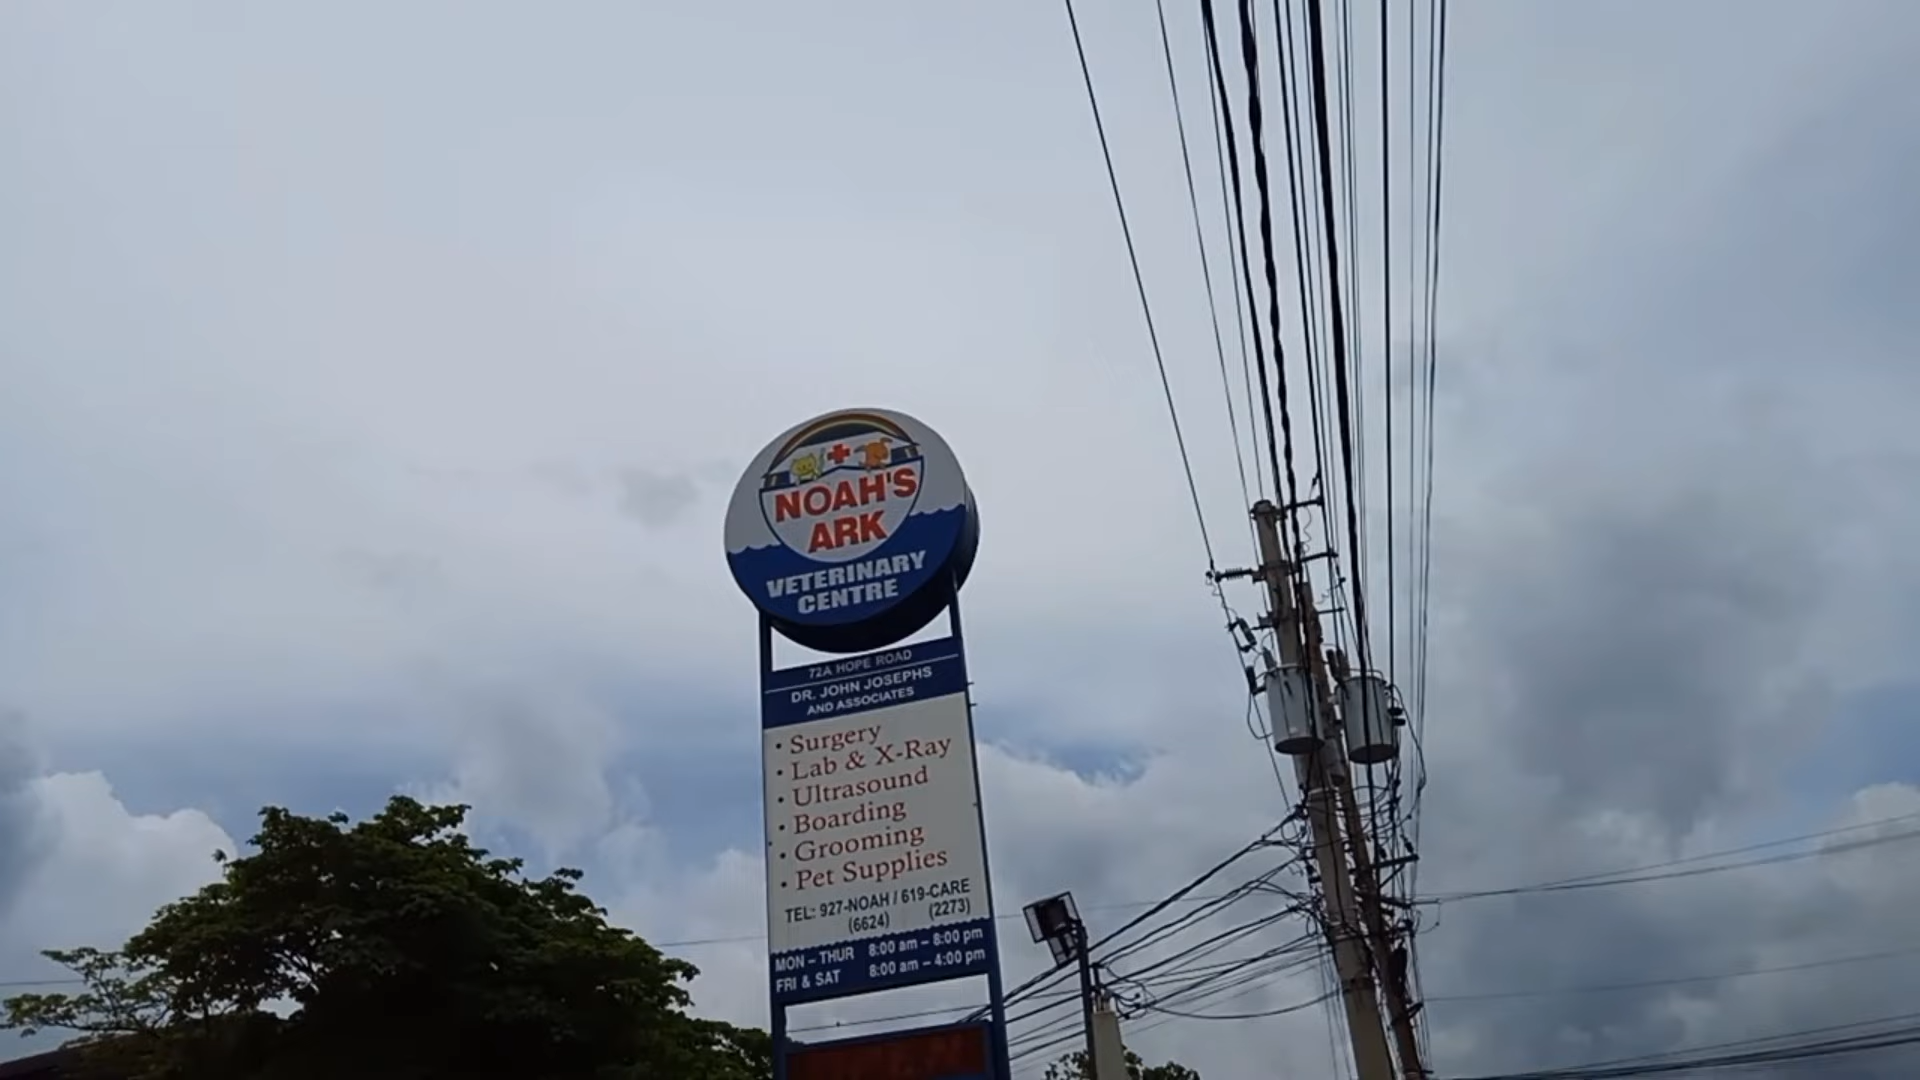 NOAH'S
ARK
VETERINARY
CENTRE
72A HOPE ROAD
DR. JOHN JOSEPHS
AND ASSOCIATES
• Surgery
• Lab & X-Ray
• Ultrasound
• Boarding
• Grooming
• Pet Supplies
TEL: 927-NOAH / 619-CARE
(6624) (2273)
MON – THUR 8:00 am – 8:00 pm
FRI & SAT 8:00 am – 4:00 pm